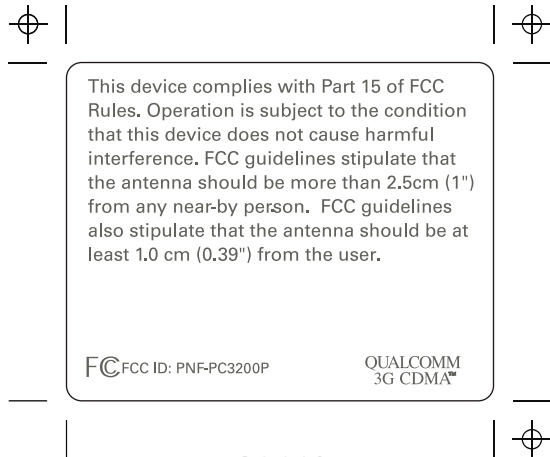 This device complies with Part 15 of FCC
Rules. Operation is subject to the condition
that this device does not cause harmful
interference. FCC guidelines stipulate that
the antenna should be more than 2.5cm (1")
from any near-by person. FCC guidelines
also stipulate that the antenna should be at
least 1.0 cm (0.39") from the user.
FC FCC ID: PNF-PC3200P
QUALCOMM
3G CDMA™